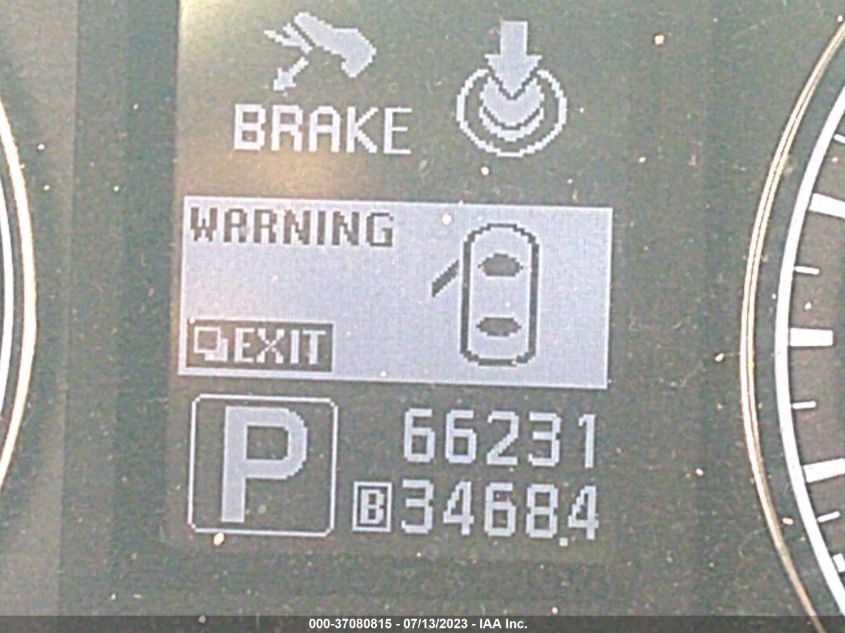 BRAKE
WARNING
EXIT
P
66231
B 3468.4
000-37080815 - 07/13/2023 - IAA Inc.